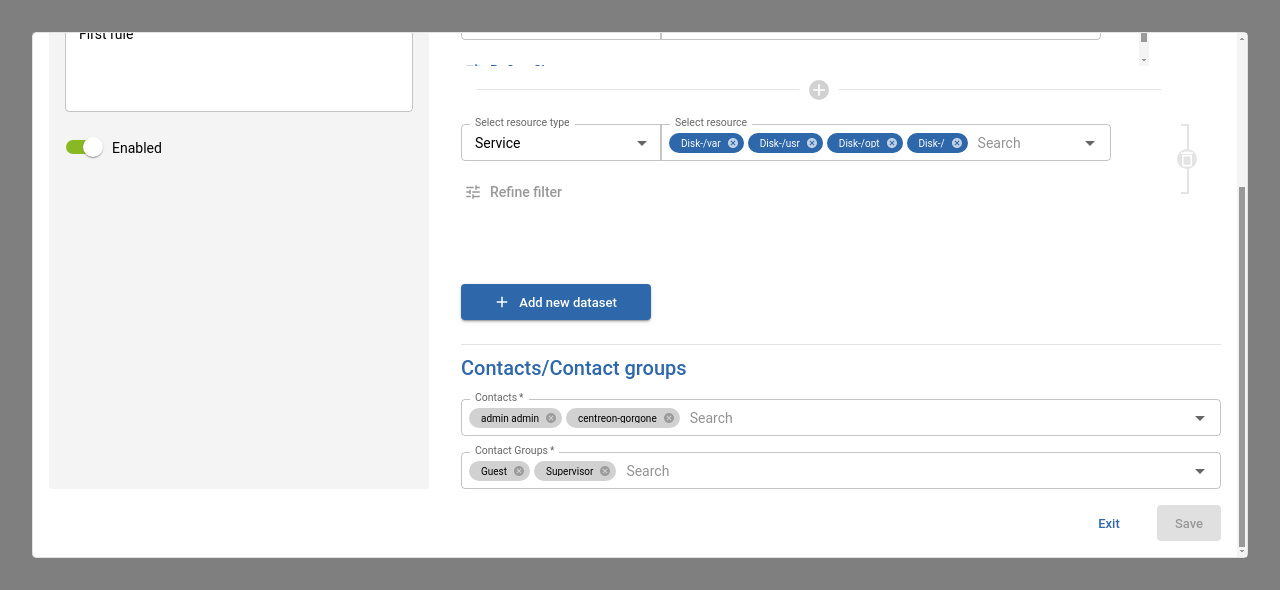 First rule
Select resource type
Select resource
Service
Disk-/var
Disk-/usr
Disk-/opt
Disk-/
Search
Enabled
Refine filter
Add new dataset
Contacts/Contact groups
Contacts *
admin admin
centreon-gorgone
Search
Contact Groups *
Guest
Supervisor
Search
Exit
Save